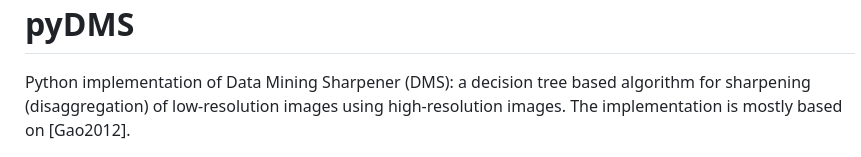 pyDMS
Python implementation of Data Mining Sharpener (DMS): a decision tree based algorithm for sharpening
(disaggregation) of low-resolution images using high-resolution images. The implementation is mostly based
on [Gao2012].